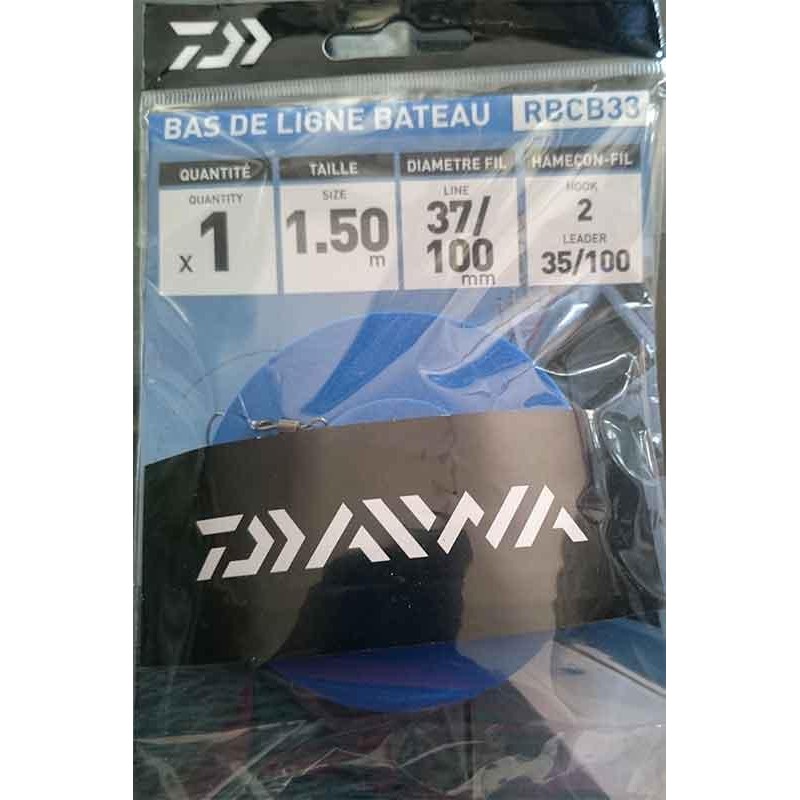 BAS DE LIGNE BATEAU RBCB33
QUANTITÉ
QUANTITY
x 1
TAILLE
SIZE
1.50
m
DIAMETRE FIL
LINE
37/
100
mm
HAMEÇON-FIL
HOOK
2
LEADER
35/100
DAIWA